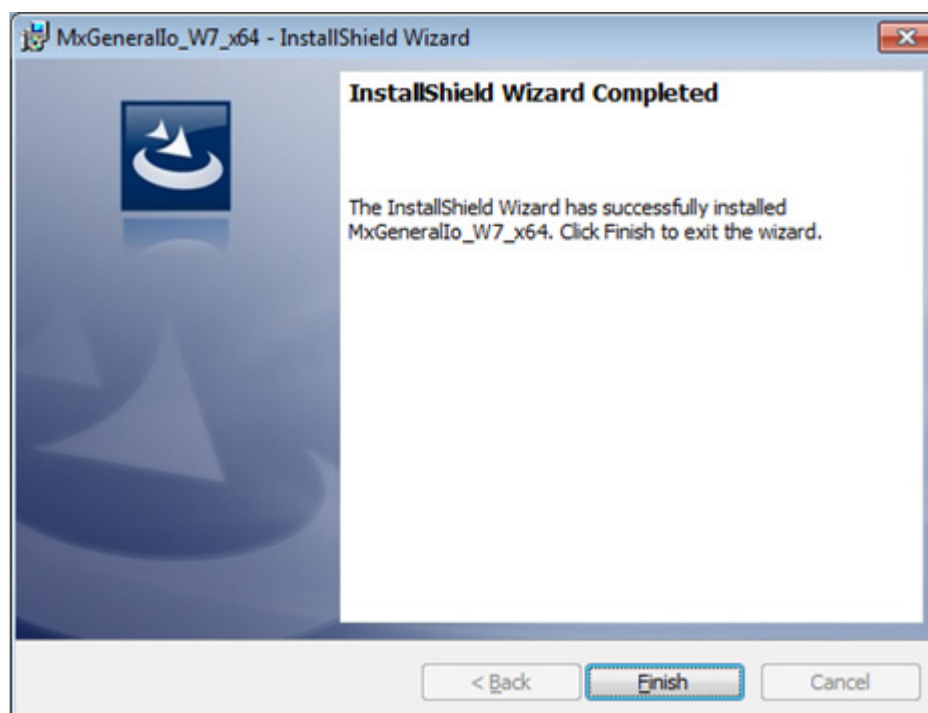 MxGeneralIo_W7_x64 - InstallShield Wizard
InstallShield Wizard Completed
The InstallShield Wizard has successfully installed
MxGeneralIo_W7_x64. Click Finish to exit the wizard.
< Back
Finish
Cancel